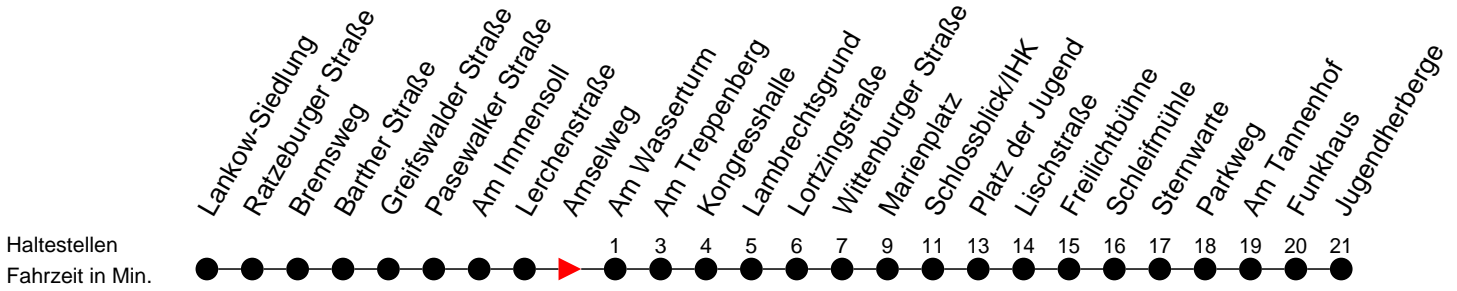 Lankow-Siedlung
Ratzeburger Straße
Bremsweg
Barther Straße
Greifswalder Straße
Pasewalker Straße
Am Immensoll
Lerchenstraße
Amselweg
Am Wasserturm
Am Treppenberg
Kongresshalle
Lambrechtsgrund
Lortzingstraße
Wittenburger Straße
Marienplatz
Schlossblick/IHK
Platz der Jugend
Lischstraße
Freilichtbühne
Schleifmühle
Sternwarte
Parkweg
Am Tannenhof
Funkhaus
Jugendherberge
Haltestellen 1 3 4 5 6 7 9 11 13 14 15 16 17 18 19 20 21
Fahrzeit in Min.